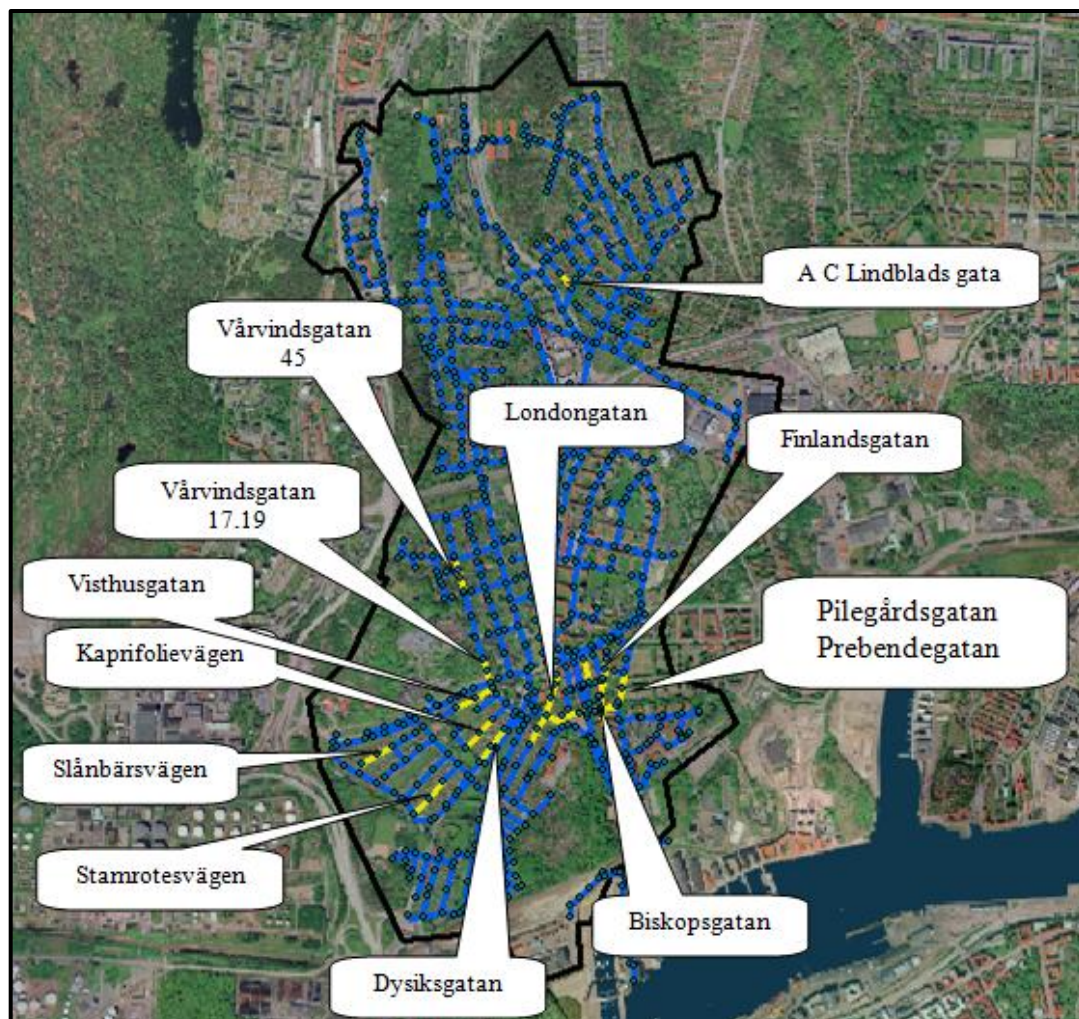 A C Lindblads gata
Vårvindsgatan
45
Londongatan
Finlandsgatan
Vårvindsgatan
17.19
Visthusgatan
Pilegårdsgatan
Prebendegatan
Kaprifolievägen
Slånbärsvägen
Stamrotesvägen
Biskopsgatan
Dysiksgatan